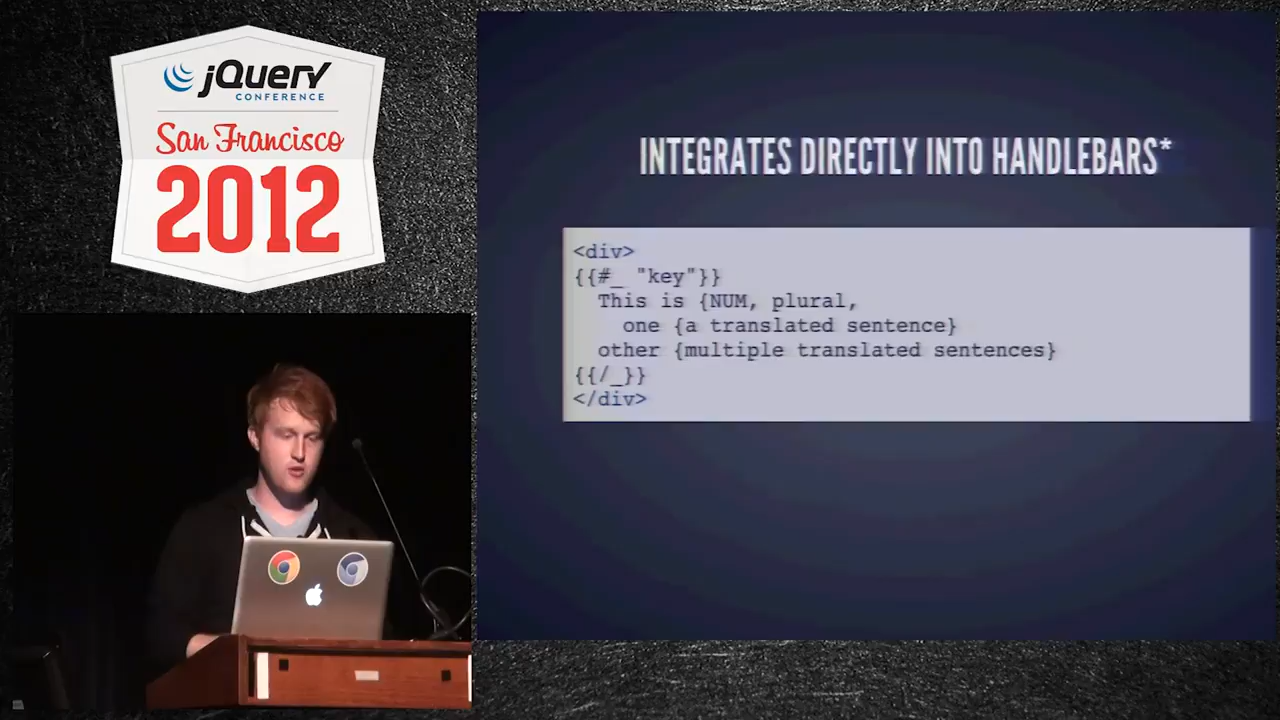 jQuery
CONFERENCE
San Francisco
2012
INTEGRATES DIRECTLY INTO HANDLEBARS*
<div>
{{#_ "key"}}
  This is {NUM, plural,
    one {a translated sentence}
  other {multiple translated sentences}
{{/_}}
</div>